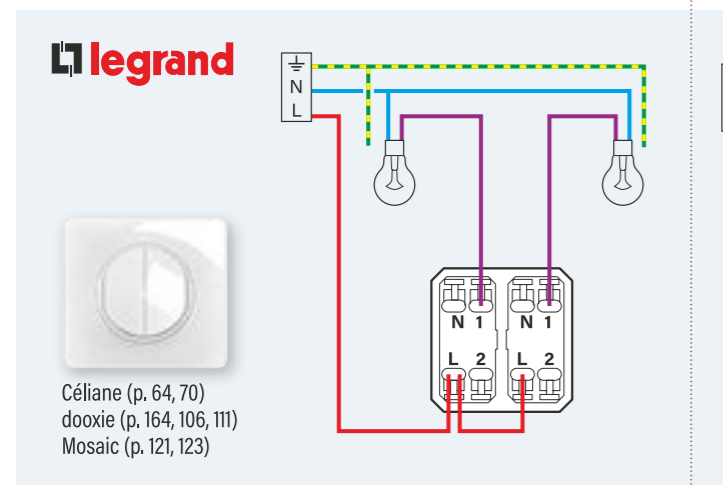 legrand
N
L
N 1
N 1
L 2
L 2
Céliane (p. 64, 70)
dooxie (p. 164, 106, 111)
Mosaic (p. 121, 123)